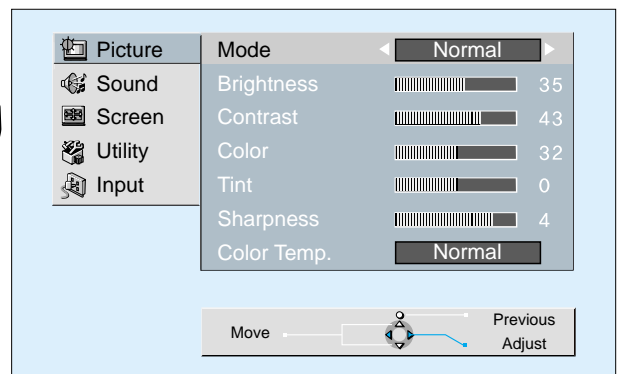 Picture
Sound
Screen
Utility
Input
Mode Normal
Brightness 35
Contrast 43
Color 32
Tint 0
Sharpness 4
Color Temp. Normal
Move
Previous
Adjust